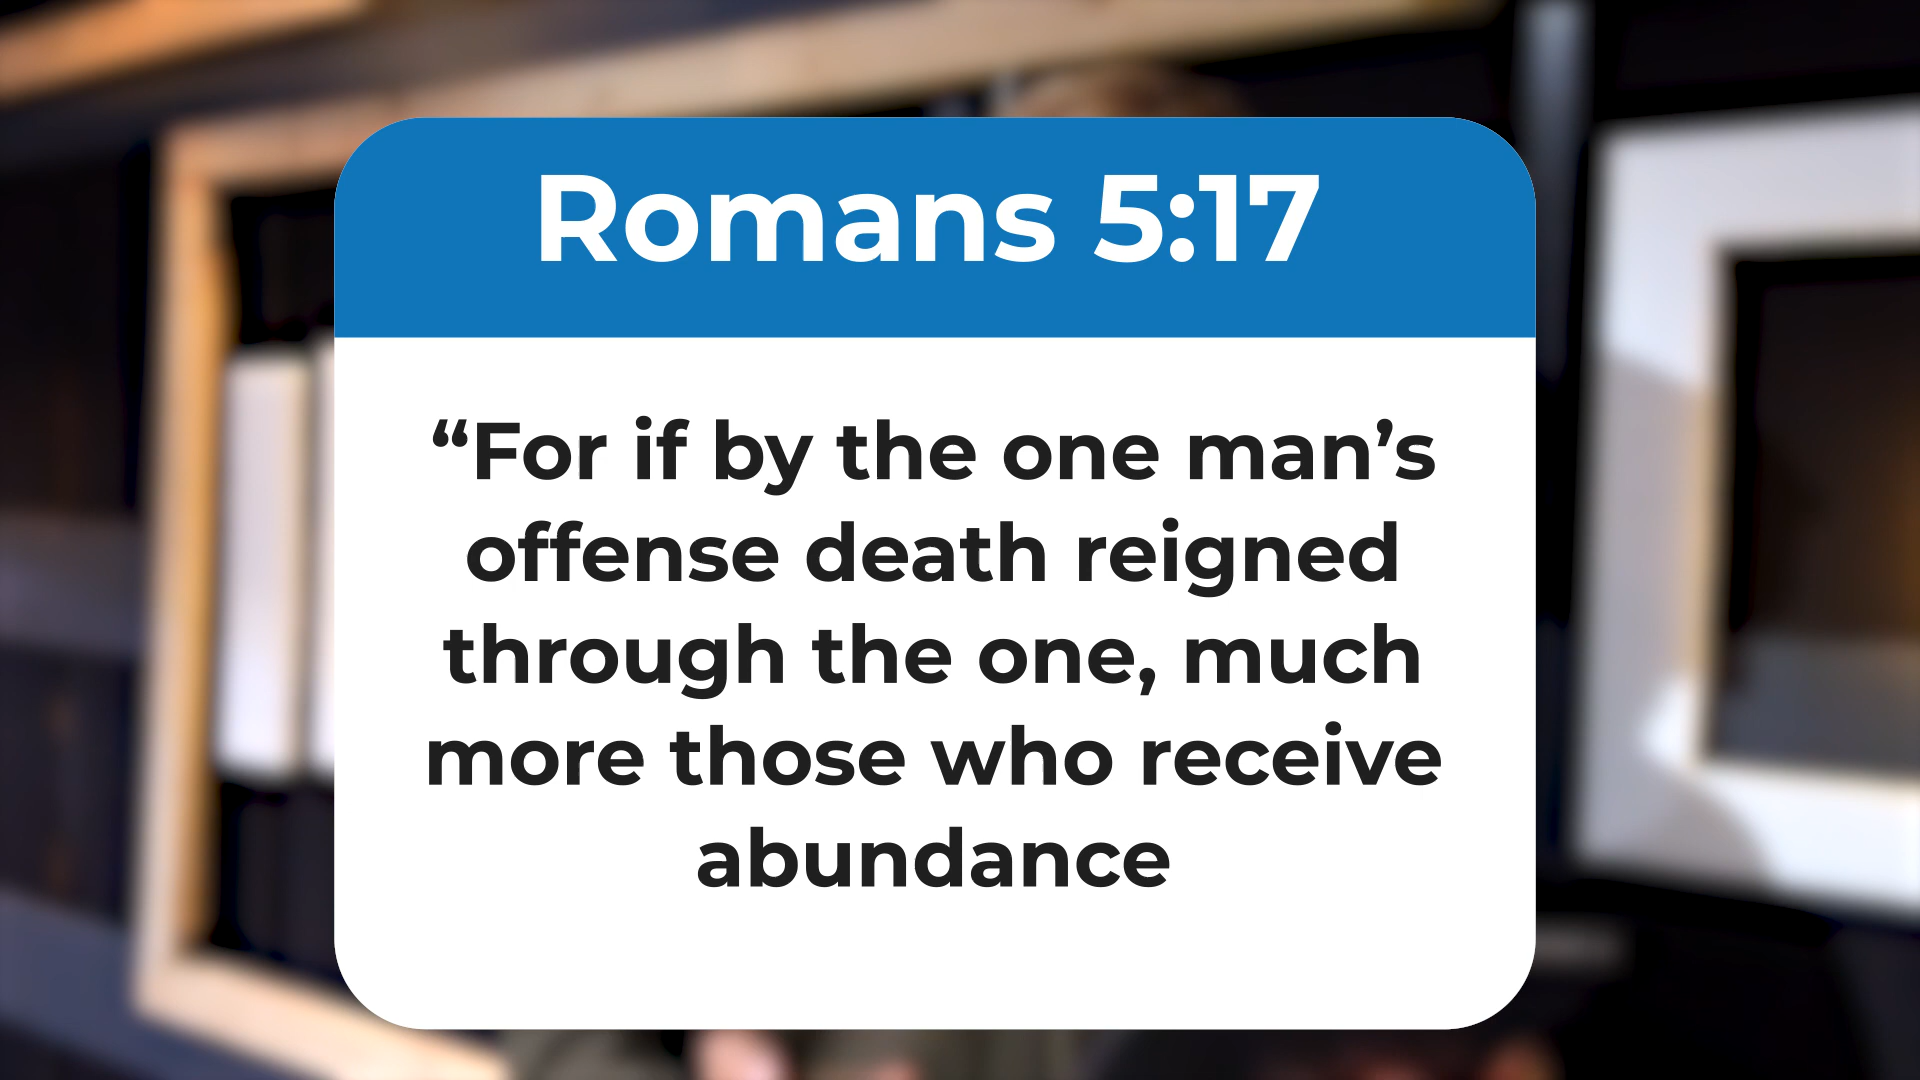 Romans 5:17
“For if by the one man’s
offense death reigned
through the one, much
more those who receive
abundance